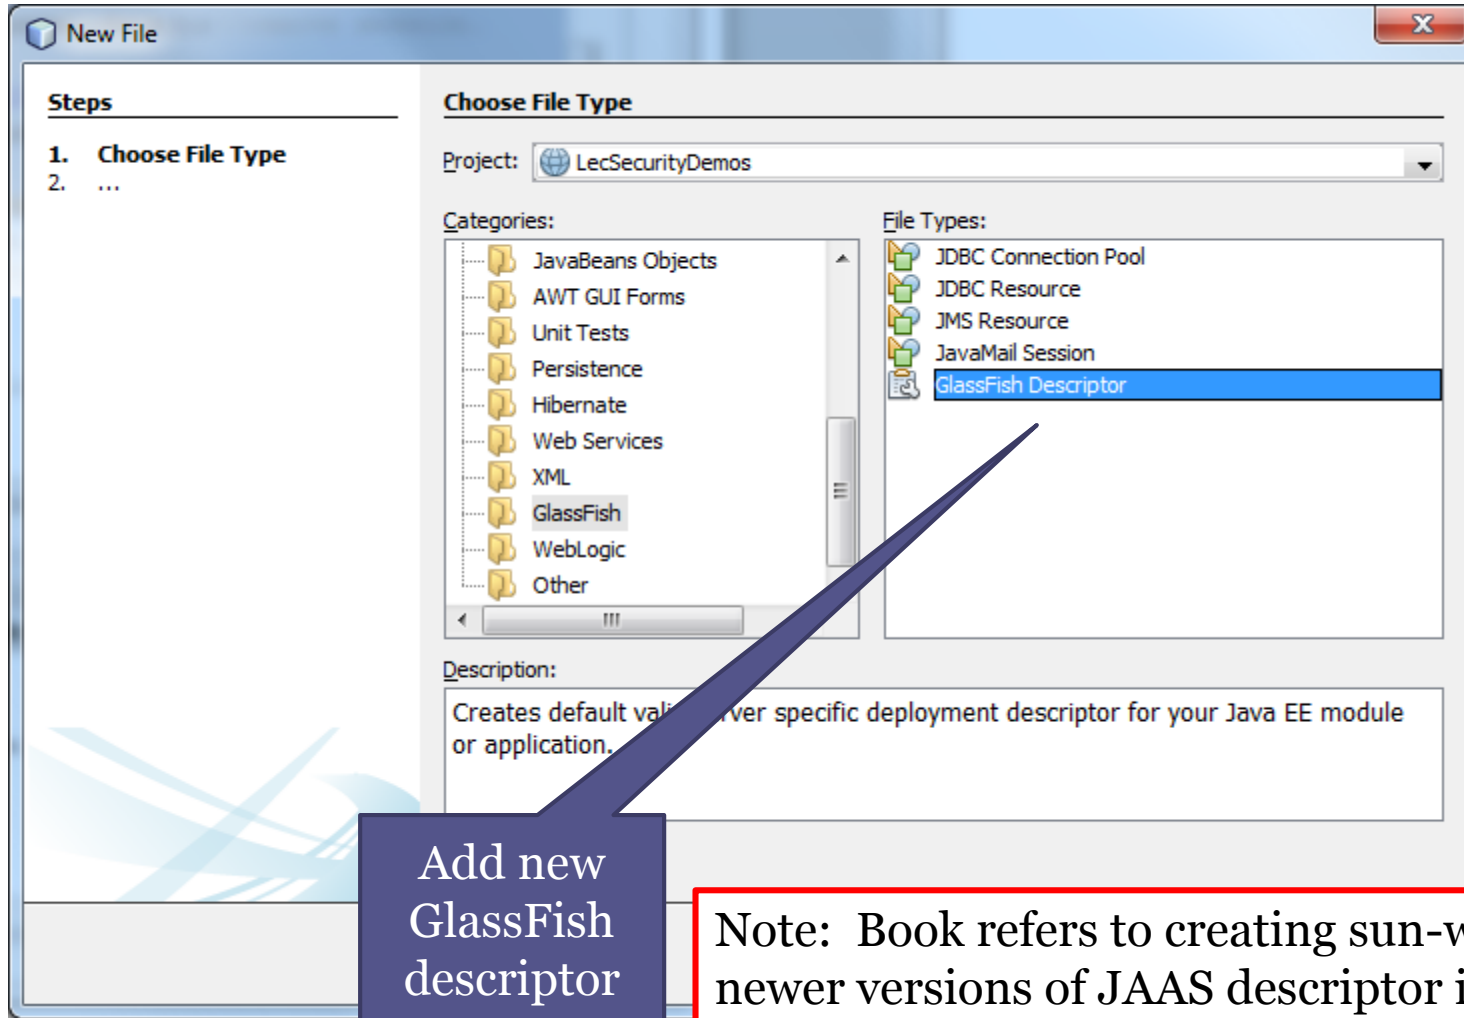 New File
X
Steps
1. Choose File Type
2. ...
Choose File Type
Project: LecSecurityDemos
Categories:
JavaBeans Objects
AWT GUI Forms
Unit Tests
Persistence
Hibernate
Web Services
XML
GlassFish
WebLogic
Other
File Types:
JDBC Connection Pool
JDBC Resource
JMS Resource
JavaMail Session
GlassFish Descriptor
Description:
Creates default specific deployment descriptor for your Java EE module
or application.
Add new
GlassFish
descriptor
Note: Book refers to creating sun-w
newer versions of JAAS descriptor i